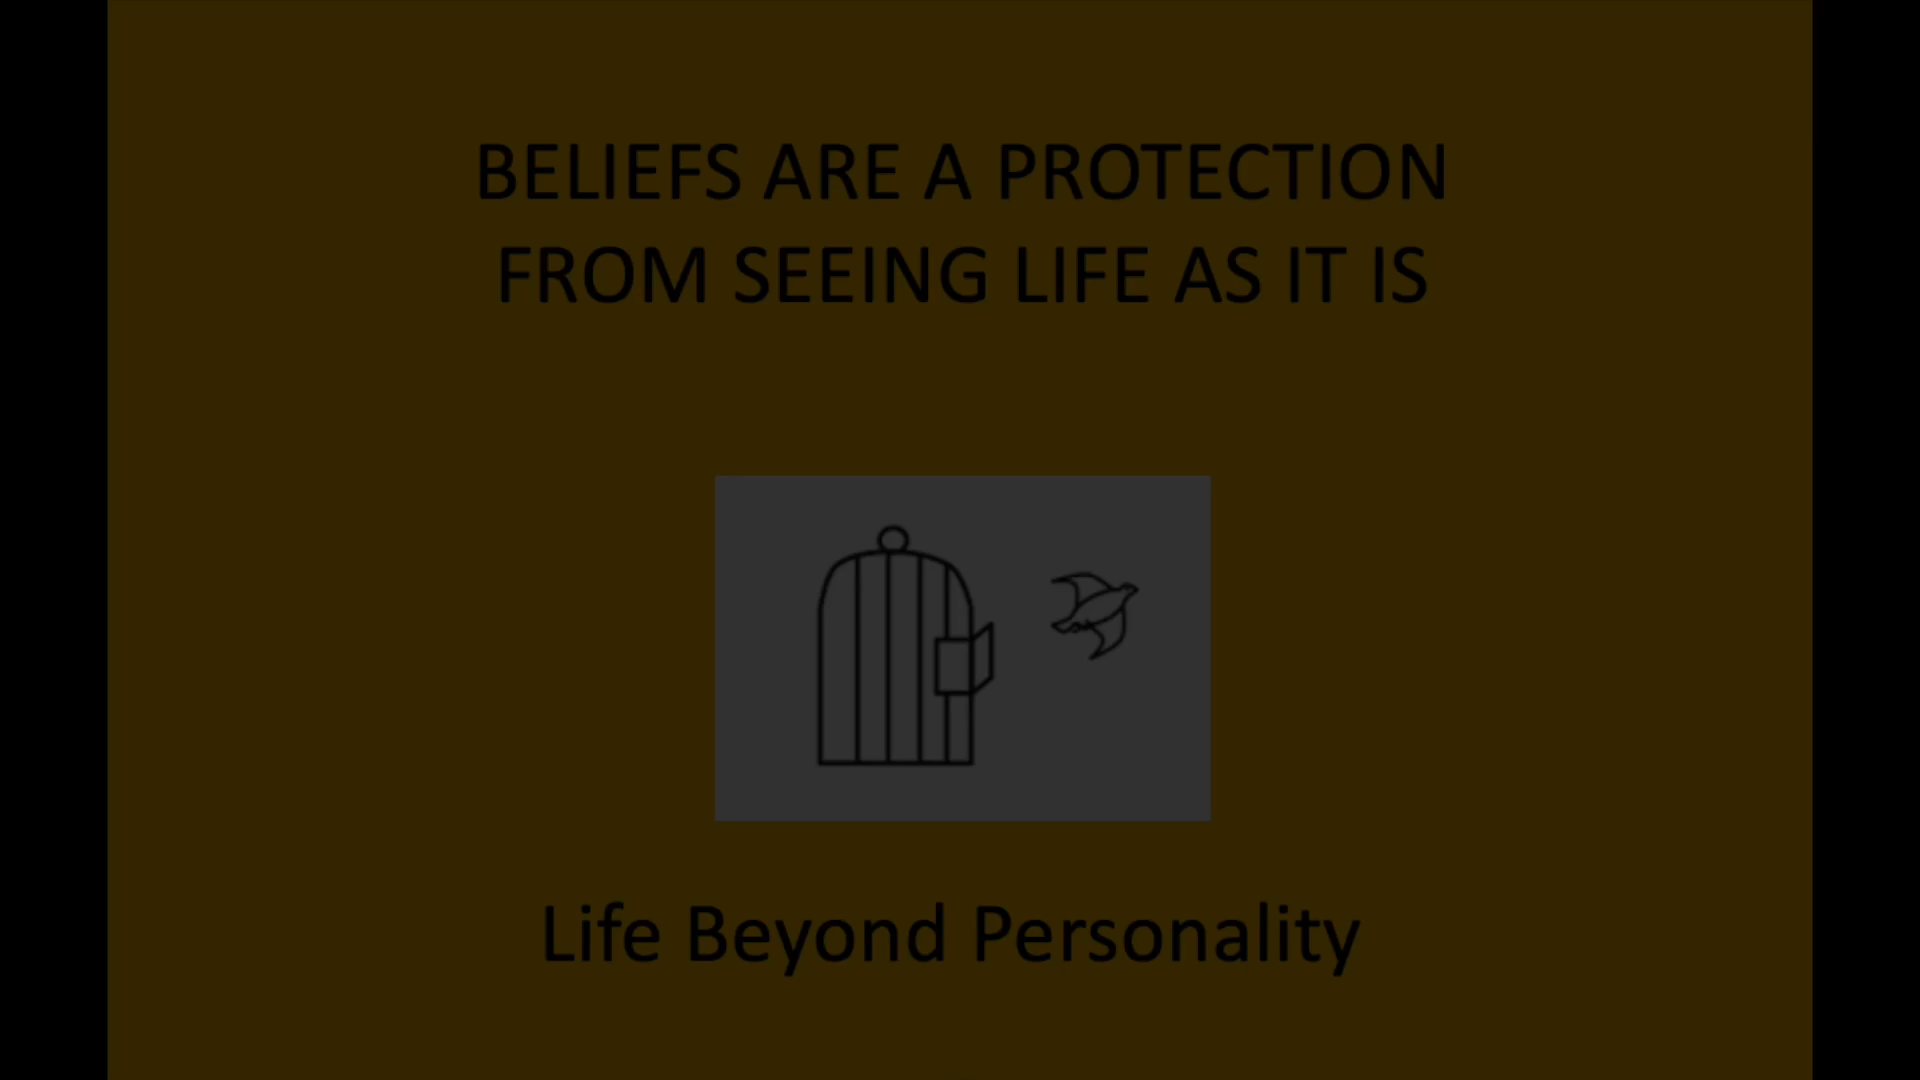 BELIEFS ARE A PROTECTION
FROM SEEING LIFE AS IT IS
Life Beyond Personality